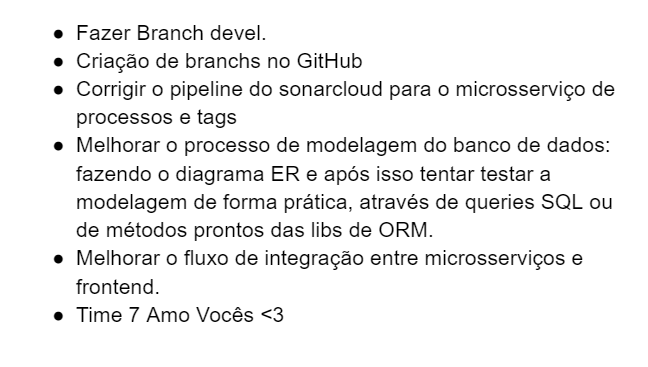 ● Fazer Branch devel.
● Criação de branchs no GitHub
● Corrigir o pipeline do sonarcloud para o microsserviço de
processos e tags
● Melhorar o processo de modelagem do banco de dados:
fazendo o diagrama ER e após isso tentar testar a
modelagem de forma prática, através de queries SQL ou
de métodos prontos das libs de ORM.
● Melhorar o fluxo de integração entre microsserviços e
frontend.
● Time 7 Amo Vocês <3